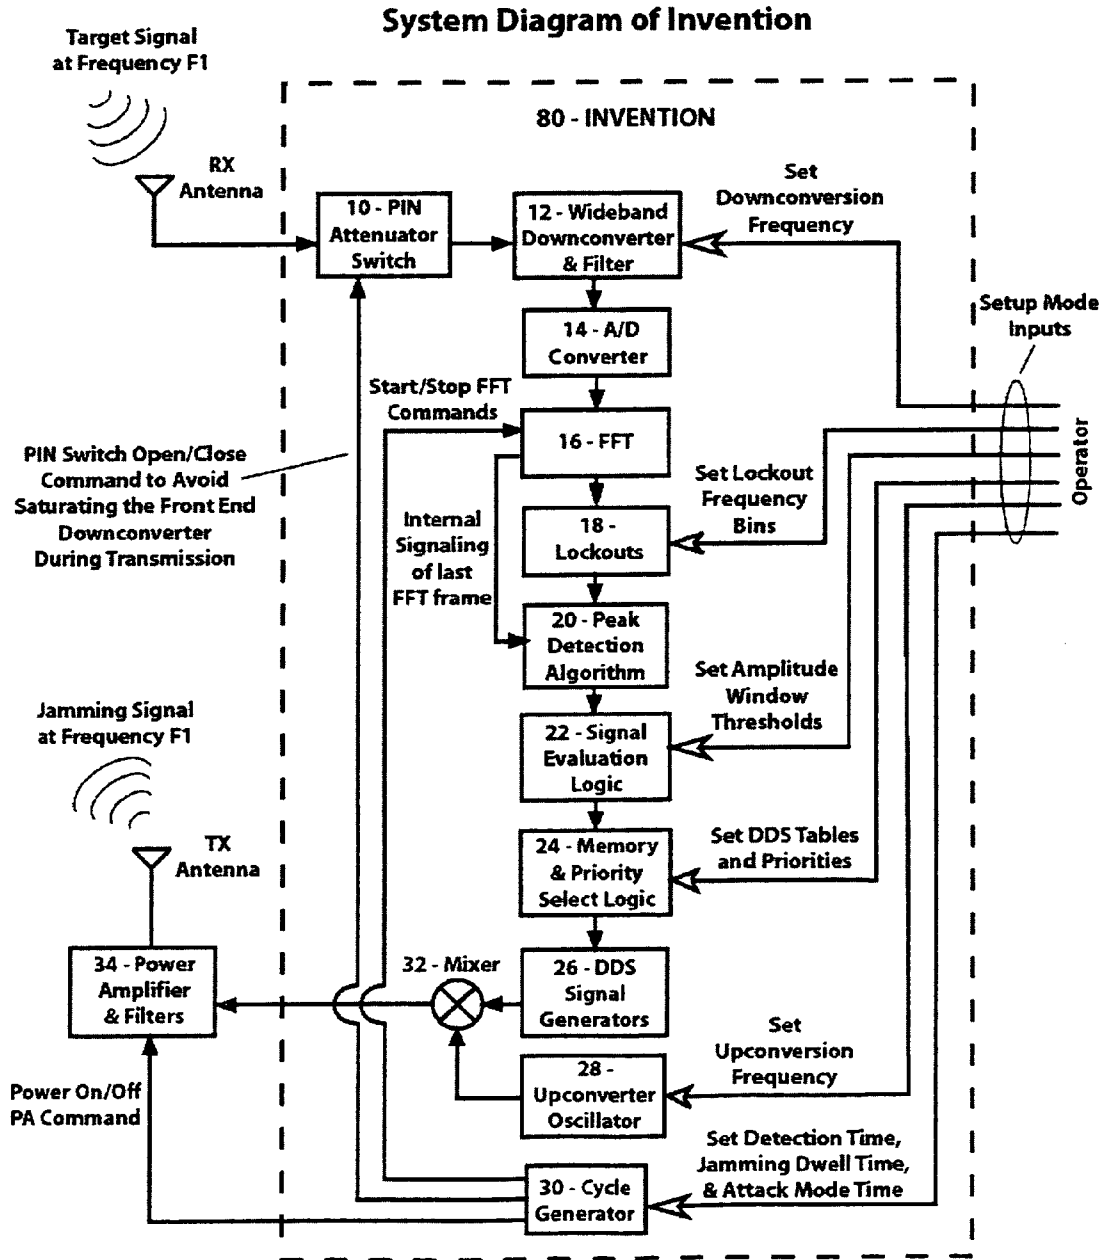 System Diagram of Invention
Target Signal
at Frequency F1
80 - INVENTION
RX
Antenna
10 - PIN
Attenuator
Switch
12 - Wideband
Downconverter
& Filter
Set
Downconversion
Frequency
Setup Mode
Inputs
14 - A/D
Converter
Start/Stop FFT
Commands
16 - FFT
Operator
PIN Switch Open/Close
Command to Avoid
Saturating the Front End
Downconverter
During Transmission
Set Lockout
Frequency
Bins
Internal
Signaling
of last
FFT frame
18 -
Lockouts
20 - Peak
Detection
Algorithm
Set Amplitude
Window
Thresholds
Jamming Signal
at Frequency F1
22 - Signal
Evaluation
Logic
TX
Antenna
24 - Memory
& Priority
Select Logic
Set DDS Tables
and Priorities
34 - Power
Amplifier
& Filters
32 - Mixer
26 - DDS
Signal
Generators
Set
Upconversion
Frequency
28 -
Upconverter
Oscillator
Power On/Off
PA Command
Set Detection Time,
Jamming Dwell Time,
& Attack Mode Time
30 - Cycle
Generator